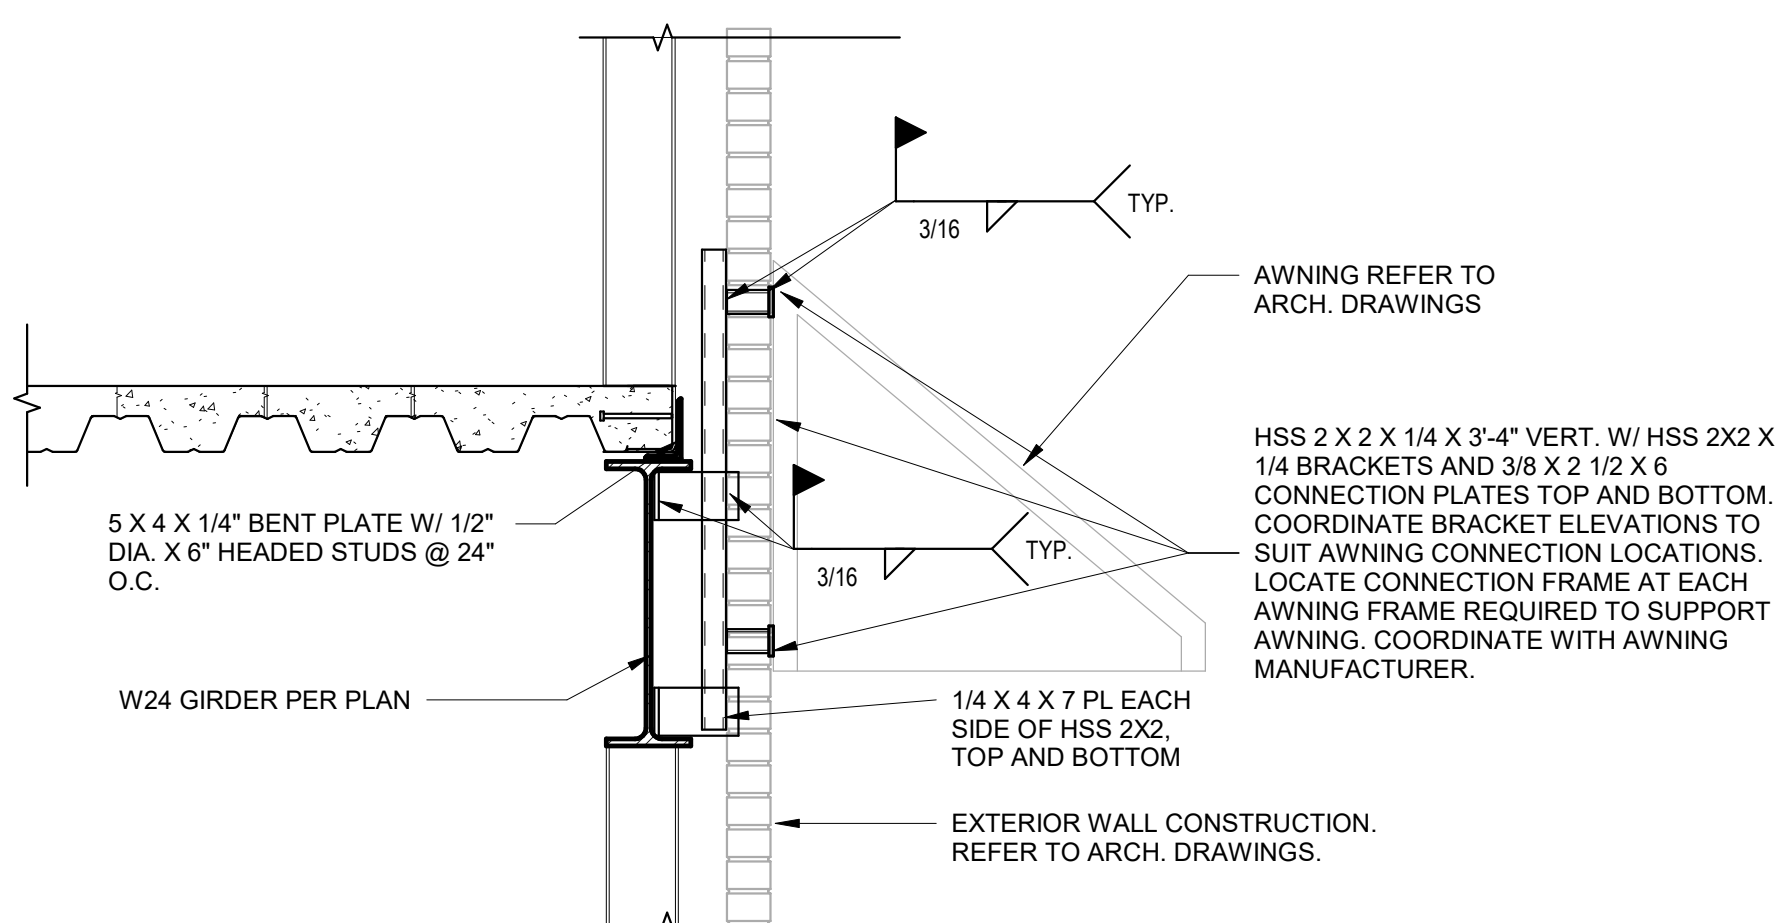 TYP.
3/16
AWNING REFER TO
ARCH. DRAWINGS
HSS 2 X 2 X 1/4 X 3'-4" VERT. W/ HSS 2X2 X
1/4 BRACKETS AND 3/8 X 2 1/2 X 6
CONNECTION PLATES TOP AND BOTTOM.
COORDINATE BRACKET ELEVATIONS TO
SUIT AWNING CONNECTION LOCATIONS.
LOCATE CONNECTION FRAME AT EACH
AWNING FRAME REQUIRED TO SUPPORT
AWNING. COORDINATE WITH AWNING
MANUFACTURER.
5 X 4 X 1/4" BENT PLATE W/ 1/2"
DIA. X 6" HEADED STUDS @ 24"
O.C.
TYP.
3/16
W24 GIRDER PER PLAN
1/4 X 4 X 7 PL EACH
SIDE OF HSS 2X2,
TOP AND BOTTOM
EXTERIOR WALL CONSTRUCTION.
REFER TO ARCH. DRAWINGS.